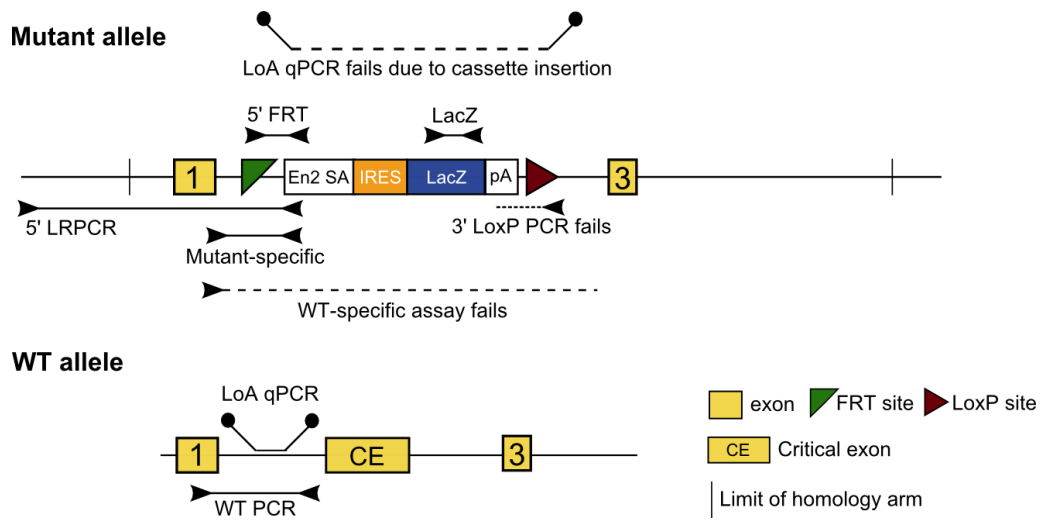 Mutant allele
LoA qPCR fails due to cassette insertion
5' FRT
LacZ
1
En2 SA
IRES
LacZ
pA
3
5' LRPCR
3' LoxP PCR fails
Mutant-specific
WT-specific assay fails
WT allele
LoA qPCR
1
CE
3
WT PCR
exon
FRT site
LoxP site
CE
Critical exon
Limit of homology arm